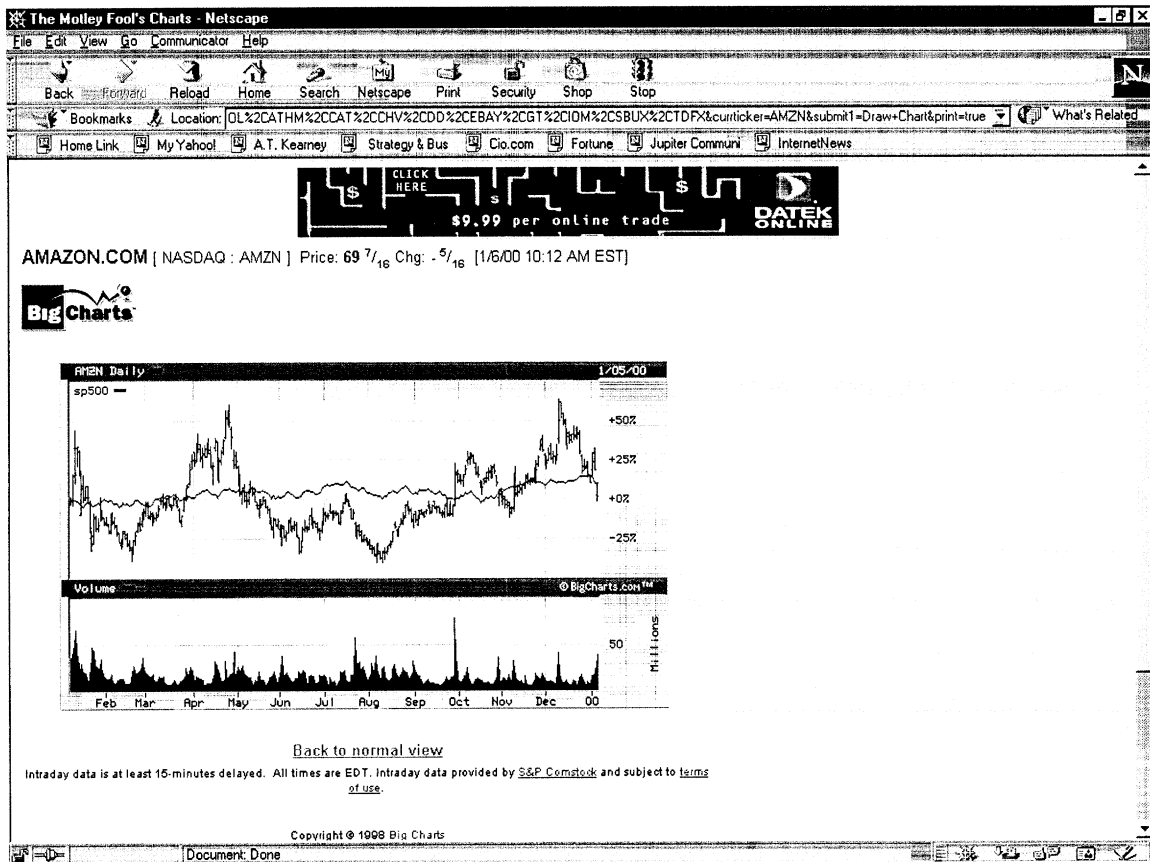 The Motley Fool's Charts - Netscape
File Edit View Go Communicator Help
Back Forward Reload Home Search Netscape Print Security Shop Stop
My
N
Bookmarks Location: OL%2CATHM%2CCAT%2CCHV%2CDD%2CEBAY%2CGT%2CIOM%2CSBUX%2CTDFX&currticker=AMZN&submit1=Draw+Chart&print=true What's Related
Home Link My Yahoo! A.T. Kearney Strategy & Bus Cio.com Fortune Jupiter Communi InternetNews
CLICK HERE
$ $ $
$9.99 per online trade
DATEK ONLINE
AMAZON.COM [ NASDAQ : AMZN ] Price: 69 7/16 Chg: - 5/16 [1/6/00 10:12 AM EST]
Big Charts
AMZN Daily 1/05/00
sp500
+50%
+25%
+0%
-25%
Volume © BigCharts.com™
50
Millions
Feb Mar Apr May Jun Jul Aug Sep Oct Nov Dec 00
Back to normal view
Intraday data is at least 15-minutes delayed. All times are EDT. Intraday data provided by S&P Comstock and subject to terms
of use.
Copyright © 1998 Big Charts
Document: Done